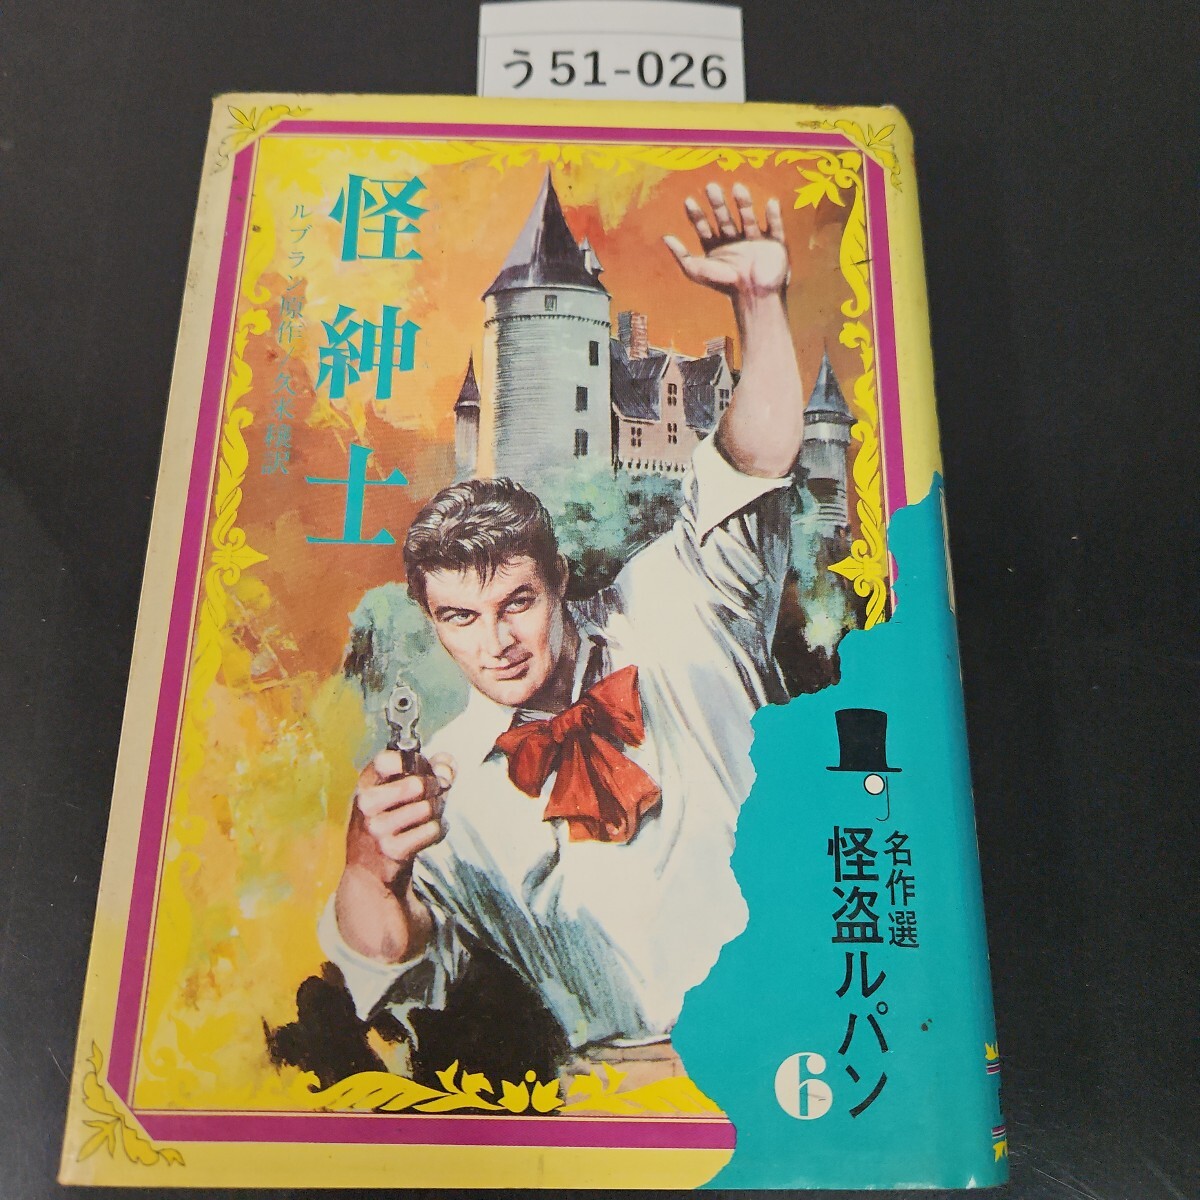 う51-026
怪紳士
ルブラン原作/久米穣訳
名作選
怪盗ルパン
6